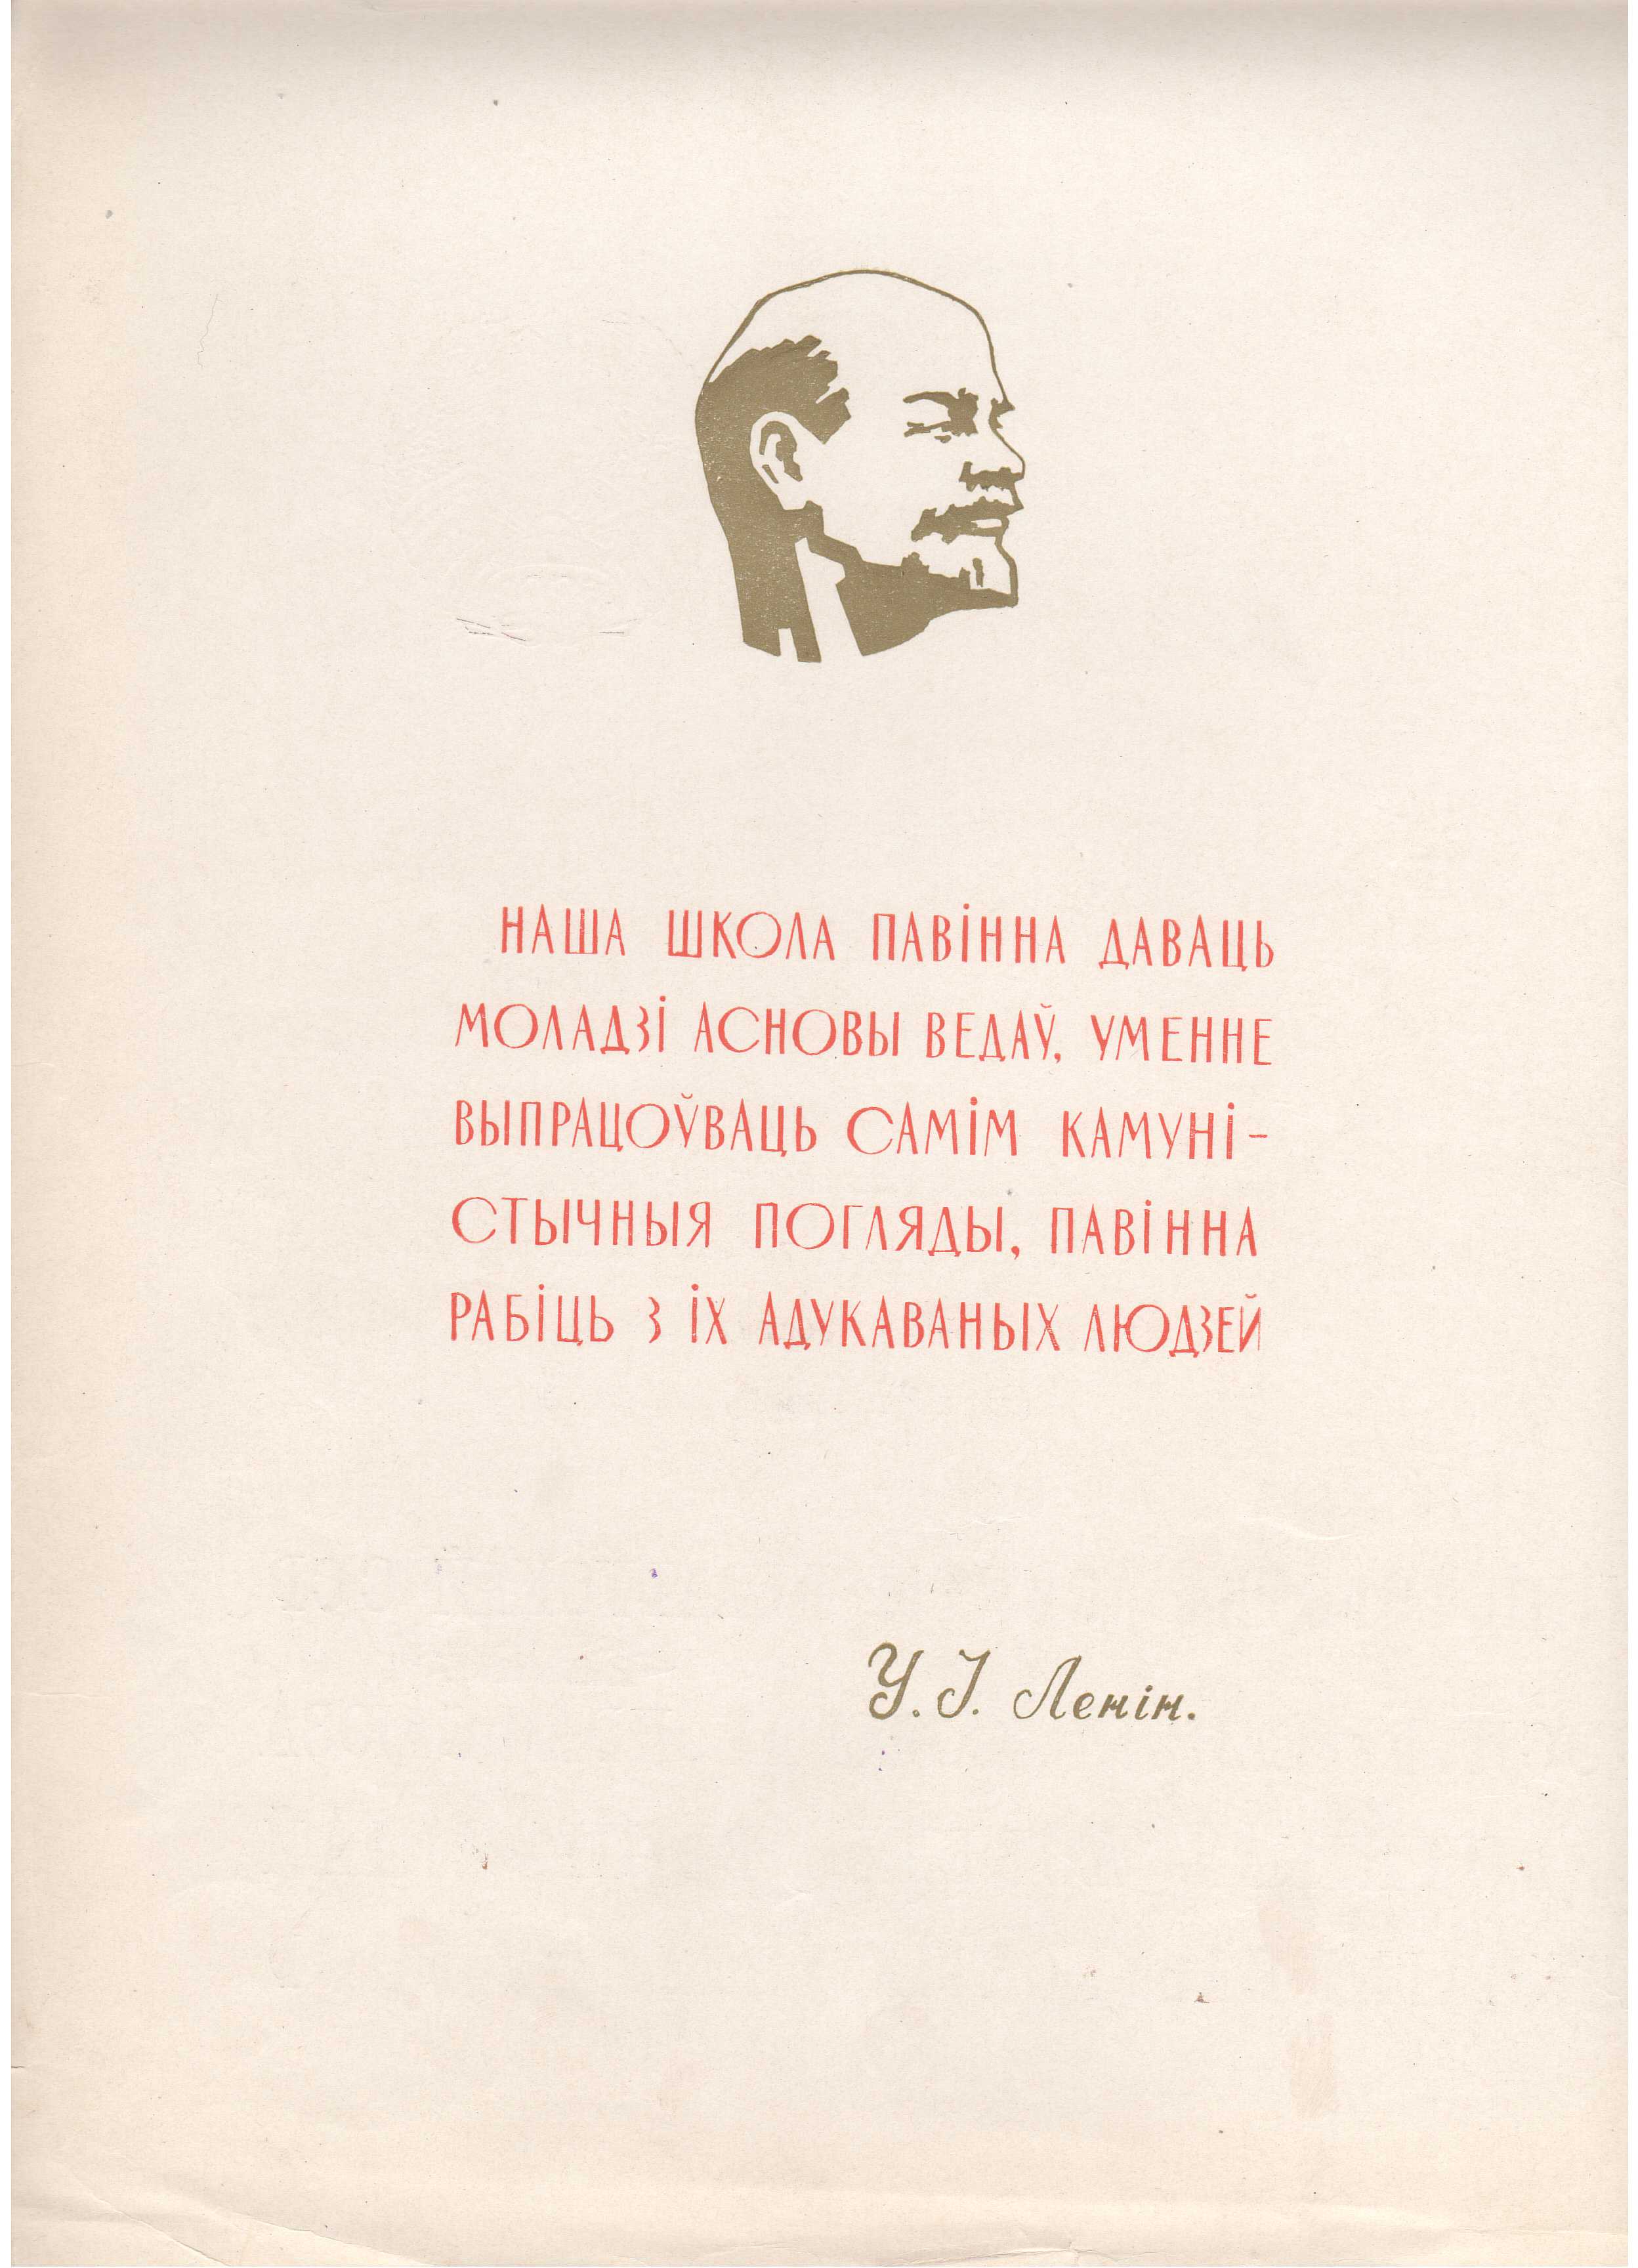 НАША ШКОЛА ПАВІННА ДАВАЦЬ
МОЛАДЗІ АСНОВЫ ВЕДАЎ, УМЕННЕ
ВЫПРАЦОЎВАЦЬ САМІМ КАМУНІ-
СТЫЧНЫЯ ПОГЛЯДЫ, ПАВІННА
РАБІЦЬ З ІХ АДУКАВАНЫХ ЛЮДЗЕЙ
У. І. Ленін.